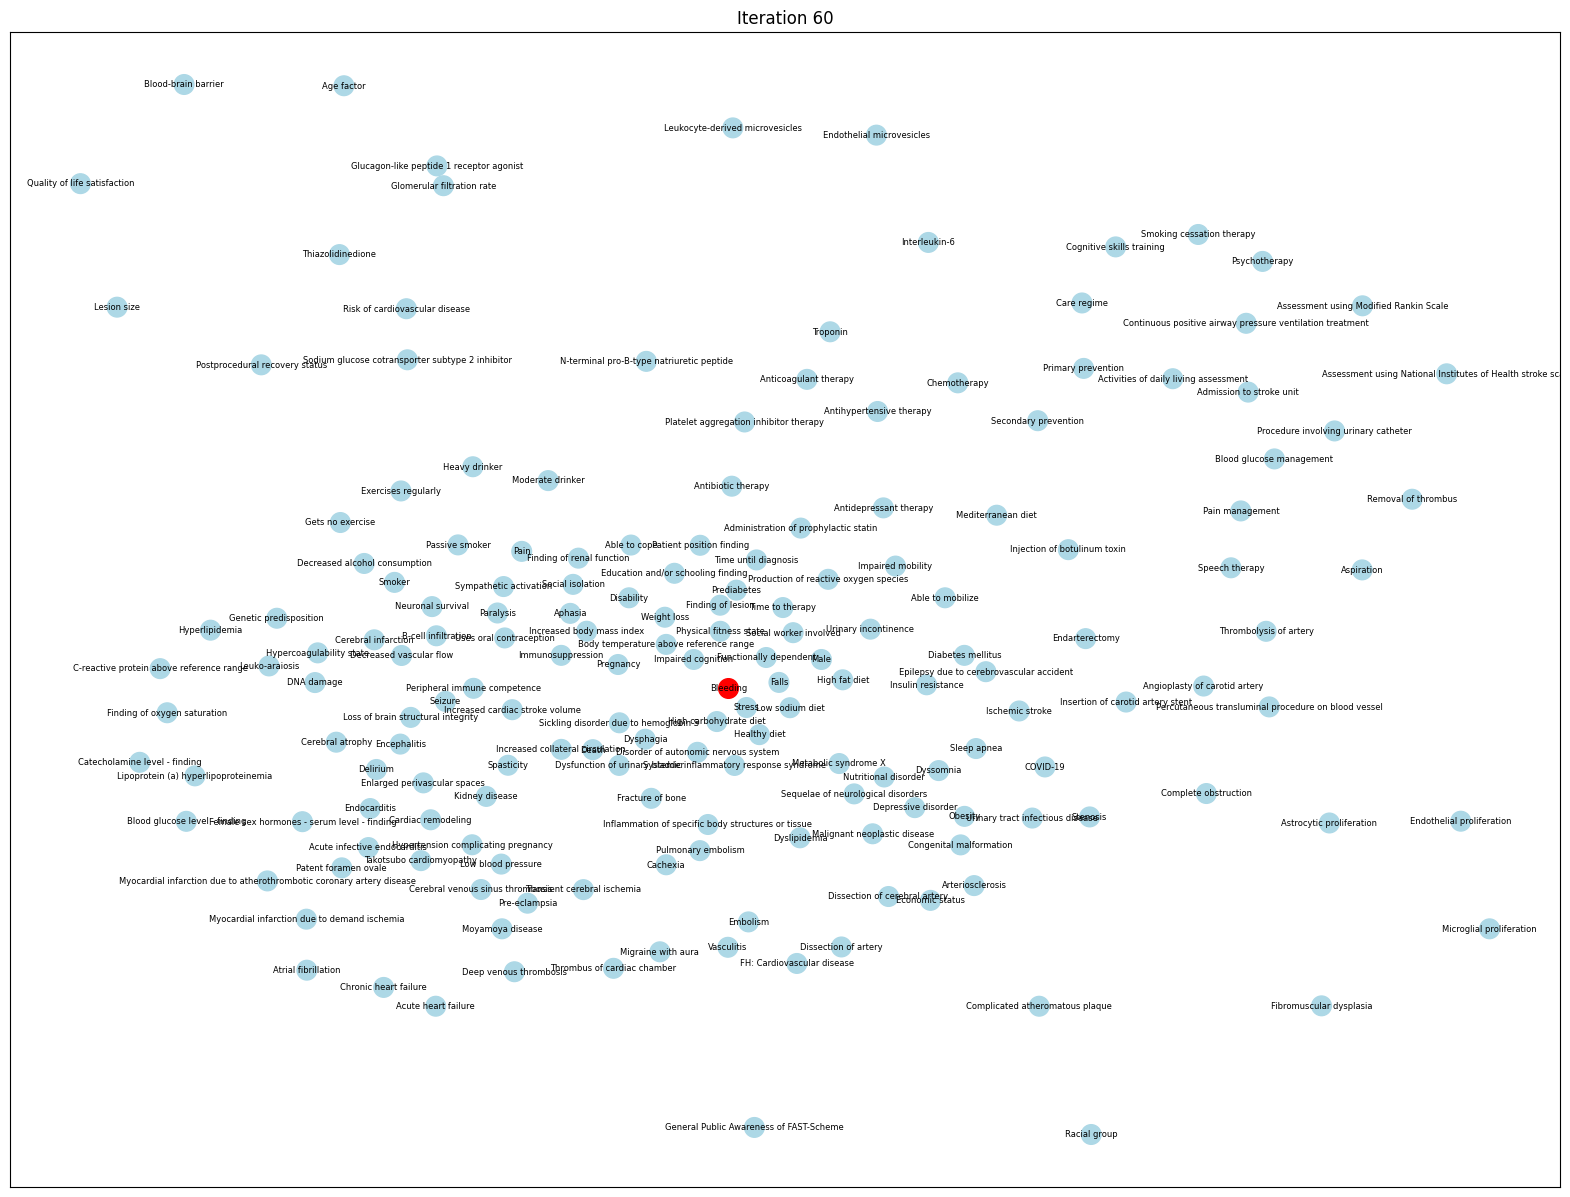 Iteration 60
Blood-brain barrier
Age factor
Leukocyte-derived microvesicles
Endothelial microvesicles
Glucagon-like peptide 1 receptor agonist
Quality of life satisfaction
Glomerular filtration rate
Smoking cessation therapy
Interleukin-6
Cognitive skills training
Thiazolidinedione
Psychotherapy
Care regime
Lesion size
Risk of cardiovascular disease
Assessment using Modified Rankin Scale
Continuous positive airway pressure ventilation treatment
Troponin
Sodium glucose cotransporter subtype 2 inhibitor
N-terminal pro-B-type natriuretic peptide
Postprocedural recovery status
Primary prevention
Assessment using National Institutes of Health stroke sc
Anticoagulant therapy
Activities of daily living assessment
Chemotherapy
Admission to stroke unit
Antihypertensive therapy
Platelet aggregation inhibitor therapy
Secondary prevention
Procedure involving urinary catheter
Blood glucose management
Heavy drinker
Moderate drinker
Antibiotic therapy
Exercises regularly
Removal of thrombus
Antidepressant therapy
Pain management
Mediterranean diet
Gets no exercise
Administration of prophylactic statin
Passive smoker
Able to cope
Patient position finding
Injection of botulinum toxin
Pain
Finding of renal function
Time until diagnosis
Decreased alcohol consumption
Impaired mobility
Speech therapy
Aspiration
Education and/or schooling finding
Production of reactive oxygen species
Smoker
Social isolation
Sympathetic activation
Prediabetes
Disability
Able to mobilize
Neuronal survival
Finding of lesion
Time to therapy
Paralysis
Aphasia
Weight loss
Genetic predisposition
Hyperlipidemia
Increased body mass index
Physical fitness state
Social worker involved
Urinary incontinence
Thrombolysis of artery
B-cell infiltration
Uses oral contraception
Cerebral infarction
Endarterectomy
Body temperature above reference range
Hypercoagulability state
Decreased vascular flow
Immunosuppression
Impaired cognition
Functionally dependent
Male
Diabetes mellitus
Leuko-araiosis
Pregnancy
C-reactive protein above reference range
Epilepsy due to cerebrovascular accident
DNA damage
Falls
High fat diet
Insulin resistance
Peripheral immune competence
Bleeding
Angioplasty of carotid artery
Seizure
Insertion of carotid artery stent
Stress
Low sodium diet
Percutaneous transluminal procedure on blood vessel
Increased cardiac stroke volume
Ischemic stroke
Finding of oxygen saturation
Loss of brain structural integrity
Sickling disorder due to hemoglobin S
High carbohydrate diet
Healthy diet
Dysphagia
Cerebral atrophy
Encephalitis
Increased collateral circulation
Death
Sleep apnea
Disorder of autonomic nervous system
Catecholamine level - finding
Metabolic syndrome X
Spasticity
Dysfunction of urinary bladder
Systemic inflammatory response syndrome
COVID-19
Delirium
Dyssomnia
Lipoprotein (a) hyperlipoproteinemia
Nutritional disorder
Enlarged perivascular spaces
Complete obstruction
Sequelae of neurological disorders
Kidney disease
Fracture of bone
Endocarditis
Depressive disorder
Obesity
Urinary tract infectious disease
Stenosis
Cardiac remodeling
Blood glucose level - finding
Female sex hormones - serum level - finding
Endothelial proliferation
Astrocytic proliferation
Inflammation of specific body structures or tissue
Malignant neoplastic disease
Dyslipidemia
Hypertension complicating pregnancy
Congenital malformation
Acute infective endocarditis
Pulmonary embolism
Takotsubo cardiomyopathy
Low blood pressure
Cachexia
Patent foramen ovale
Myocardial infarction due to atherothrombotic coronary artery disease
Arteriosclerosis
Cerebral venous sinus thrombosis
Transient cerebral ischemia
Dissection of cerebral artery
Economic status
Pre-eclampsia
Myocardial infarction due to demand ischemia
Embolism
Moyamoya disease
Microglial proliferation
Vasculitis
Dissection of artery
Migraine with aura
FH: Cardiovascular disease
Thrombus of cardiac chamber
Atrial fibrillation
Deep venous thrombosis
Chronic heart failure
Acute heart failure
Complicated atheromatous plaque
Fibromuscular dysplasia
General Public Awareness of FAST-Scheme
Racial group